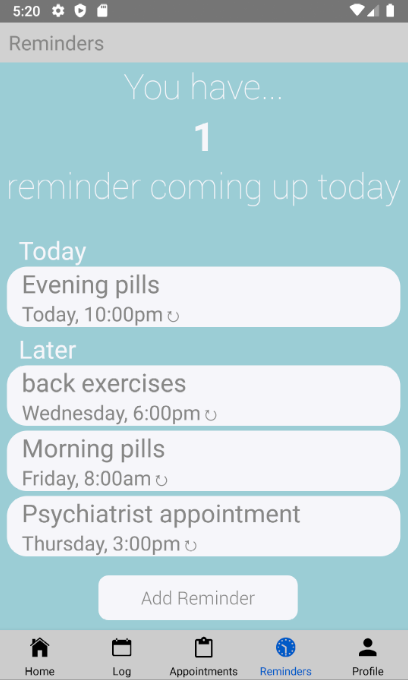 5:20
Reminders
You have...
1
reminder coming up today
Today
Evening pills
Today, 10:00pm
Later
back exercises
Wednesday, 6:00pm
Morning pills
Friday, 8:00am
Psychiatrist appointment
Thursday, 3:00pm
Add Reminder
Home Log Appointments Reminders Profile